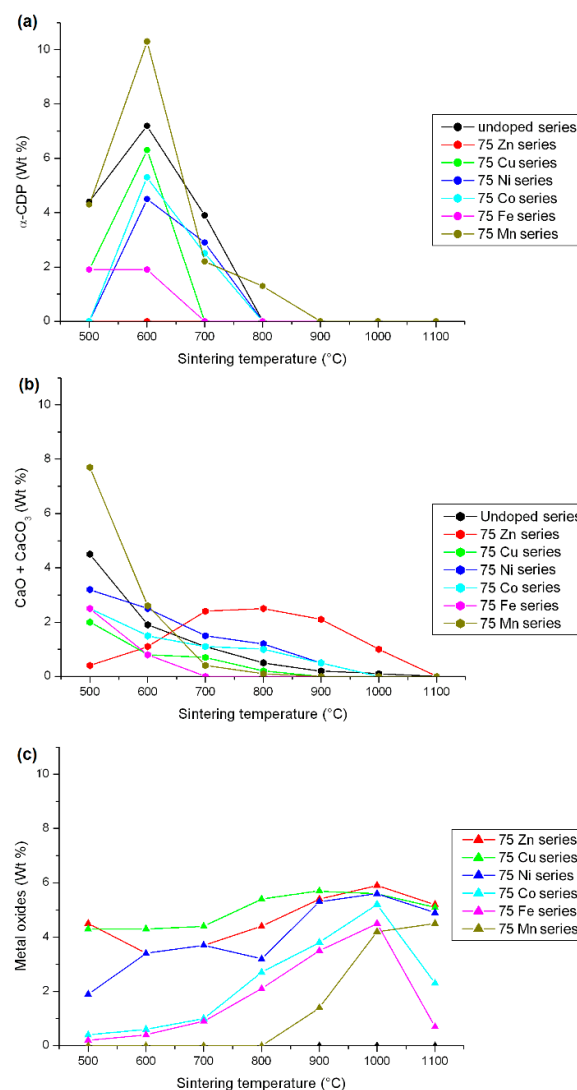 (a)
10
8
6
4
2
0
α-CDP (Wt %)
500 600 700 800 900 1000 1100
Sintering temperature (°C)
undoped series
75 Zn series
75 Cu series
75 Ni series
75 Co series
75 Fe series
75 Mn series
(b)
10
8
6
4
2
0
CaO + CaCO₃ (Wt %)
500 600 700 800 900 1000 1100
Sintering temperature (°C)
Undoped series
75 Zn series
75 Cu series
75 Ni series
75 Co series
75 Fe series
75 Mn series
(c)
10
8
6
4
2
0
Metal oxides (Wt %)
500 600 700 800 900 1000 1100
Sintering temperature (°C)
75 Zn series
75 Cu series
75 Ni series
75 Co series
75 Fe series
75 Mn series